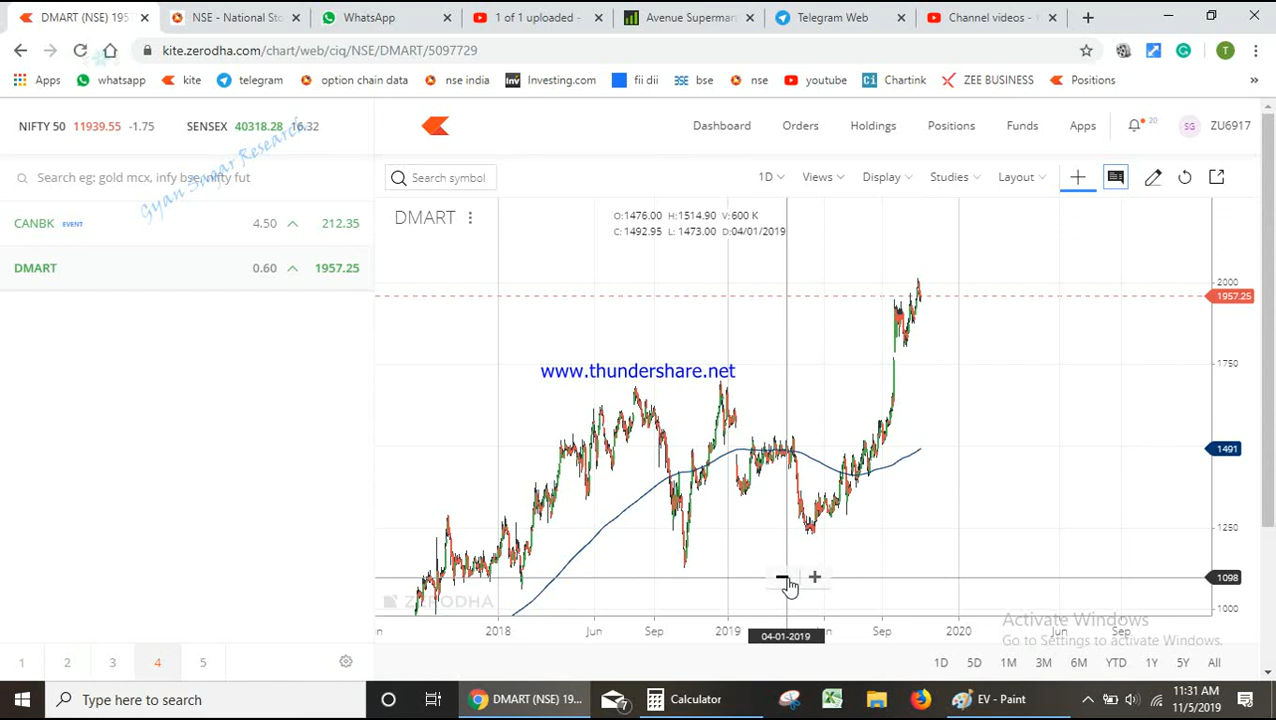 DMART (NSE) 195
NSE - National Sto
WhatsApp
1 of 1 uploaded -
Avenue Supermar
Telegram Web
Channel videos -
kite.zerodha.com/chart/web/ciq/NSE/DMART/5097729
T
Apps
whatsapp
kite
telegram
option chain data
nse india
Inv
Investing.com
fii dii
bse
nse
youtube
Ci
Chartink
ZEE BUSINESS
Positions
»
NIFTY 50 11939.55 -1.75
SENSEX 40318.28 16.32
Dashboard
Orders
Holdings
Positions
Funds
Apps
20
SG
ZU6917
Search eg: gold mcx, infy bse, nifty fut
Gyan Sagar Research
Search symbol
1D
Views
Display
Studies
Layout
CANBK EVENT 4.50 212.35
DMART 0.60 1957.25
DMART
O:1476.00 H:1514.90 V:600 K
C:1492.95 L:1473.00 D:04/01/2019
2000
1957.25
www.thundershare.net
1750
1491
1250
1098
1000
ZERODHA
Activate Windows
Go to Settings to activate Windows.
2018
Jun
Sep
2019
04-01-2019
Sep
2020
Jun
Sep
1 2 3 4 5
1D 5D 1M 3M 6M YTD 1Y 5Y All
Type here to search
DMART (NSE) 19...
7
Calculator
EV - Paint
11:31 AM
11/5/2019